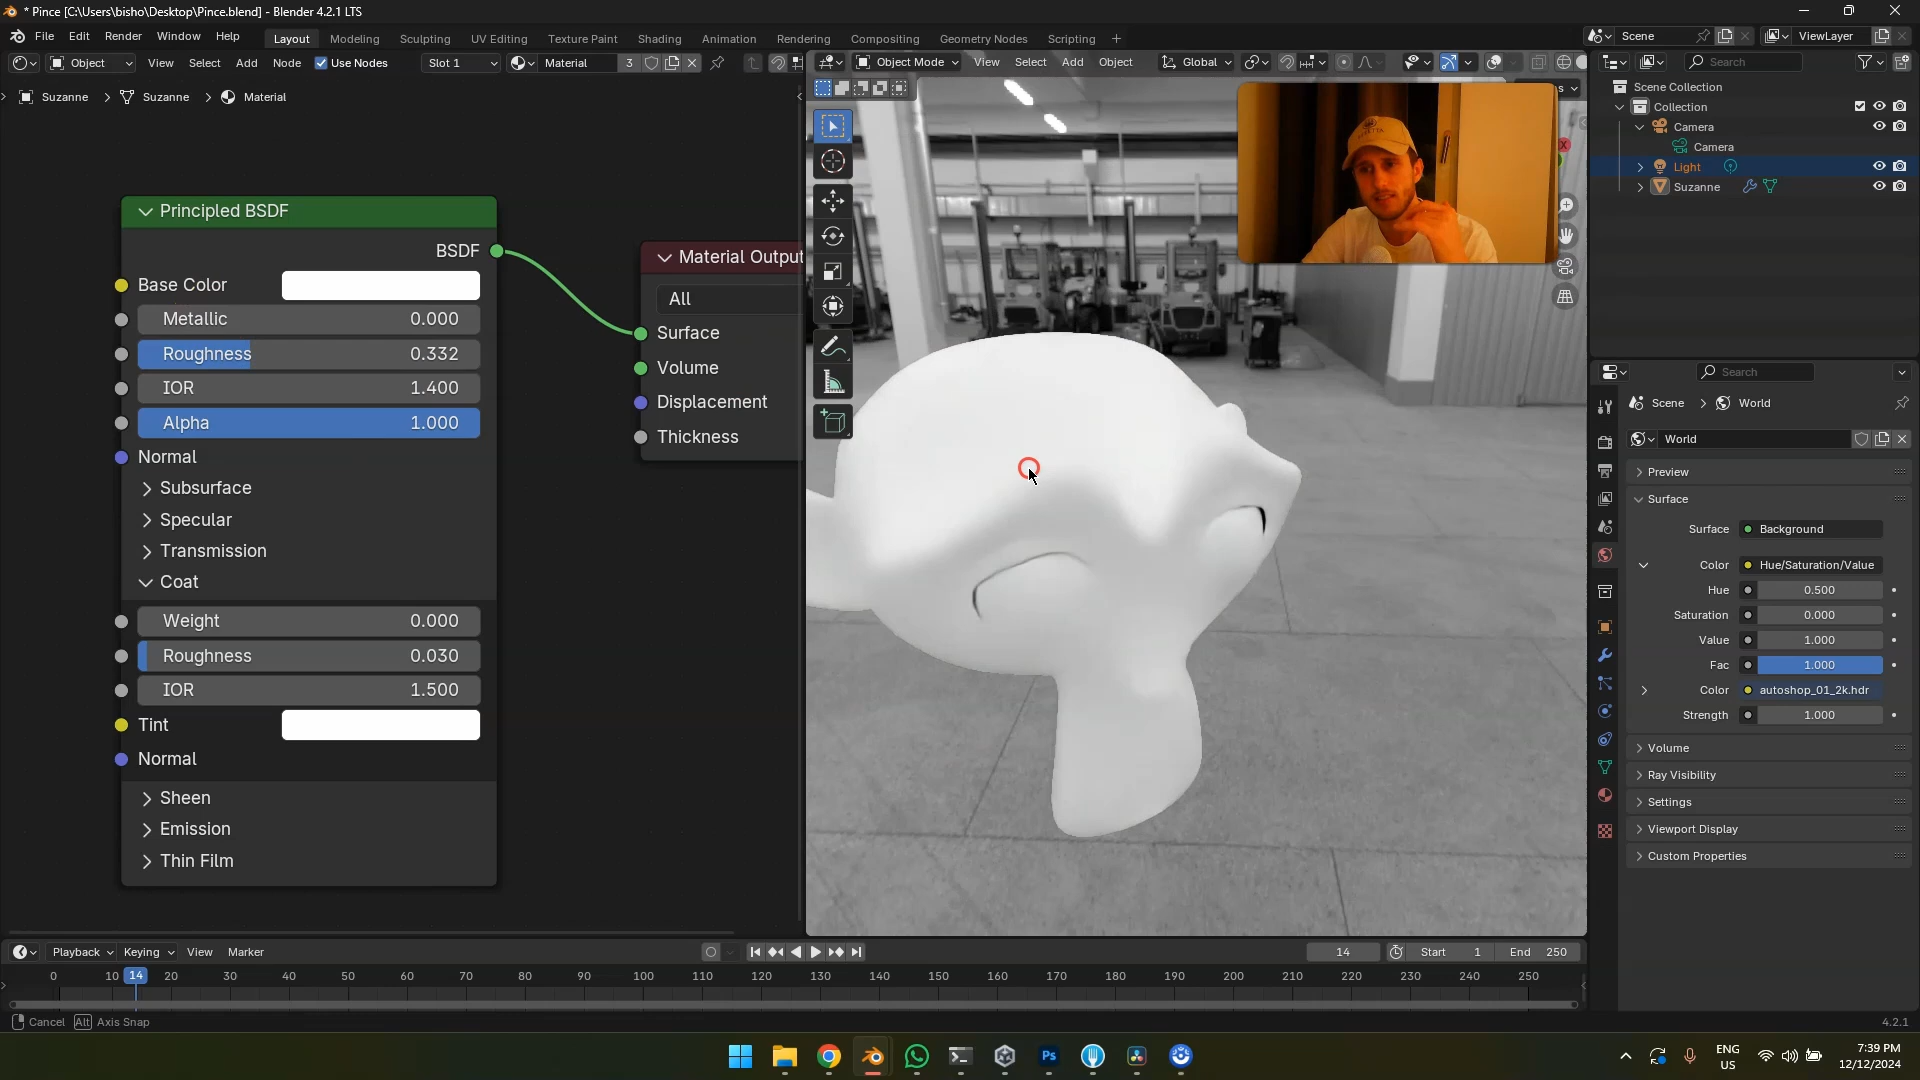 * Pince [C:\Users\bisho\Desktop\Pince.blend] - Blender 4.2.1 LTS
File Edit Render Window Help Layout Modeling Sculpting UV Editing Texture Paint Shading Animation Rendering Compositing Geometry Nodes Scripting + Scene ViewLayer
Object View Select Add Node Use Nodes Slot 1 Material 3 Object Mode View Select Add Object Global Search
Suzanne > Suzanne > Material
Scene Collection
Collection
Camera
Camera
Light
Suzanne
Principled BSDF
BSDF
Base Color
Metallic 0.000
Roughness 0.332
IOR 1.400
Alpha 1.000
Normal
Subsurface
Specular
Transmission
Coat
Weight 0.000
Roughness 0.030
IOR 1.500
Tint
Normal
Sheen
Emission
Thin Film
Material Output
All
Surface
Volume
Displacement
Thickness
X
Search
Scene > World
World
Preview
Surface
Surface Background
Color Hue/Saturation/Value
Hue 0.500
Saturation 0.000
Value 1.000
Fac 1.000
Color autoshop_01_2k.hdr
Strength 1.000
Volume
Ray Visibility
Settings
Viewport Display
Custom Properties
Playback Keying View Marker 14 Start 1 End 250
0 10 14 20 30 40 50 60 70 80 90 100 110 120 130 140 150 160 170 180 190 200 210 220 230 240 250
Cancel Alt Axis Snap 4.2.1
Ps
ENG
US
7:39 PM
12/12/2024